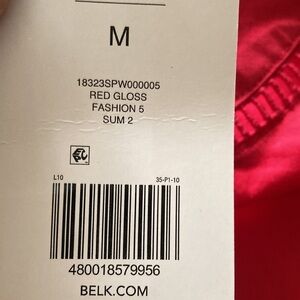 M
18323SPW000005
RED GLOSS
FASHION 5
SUM 2
L10
35-P1-10
480018579956
BELK.COM